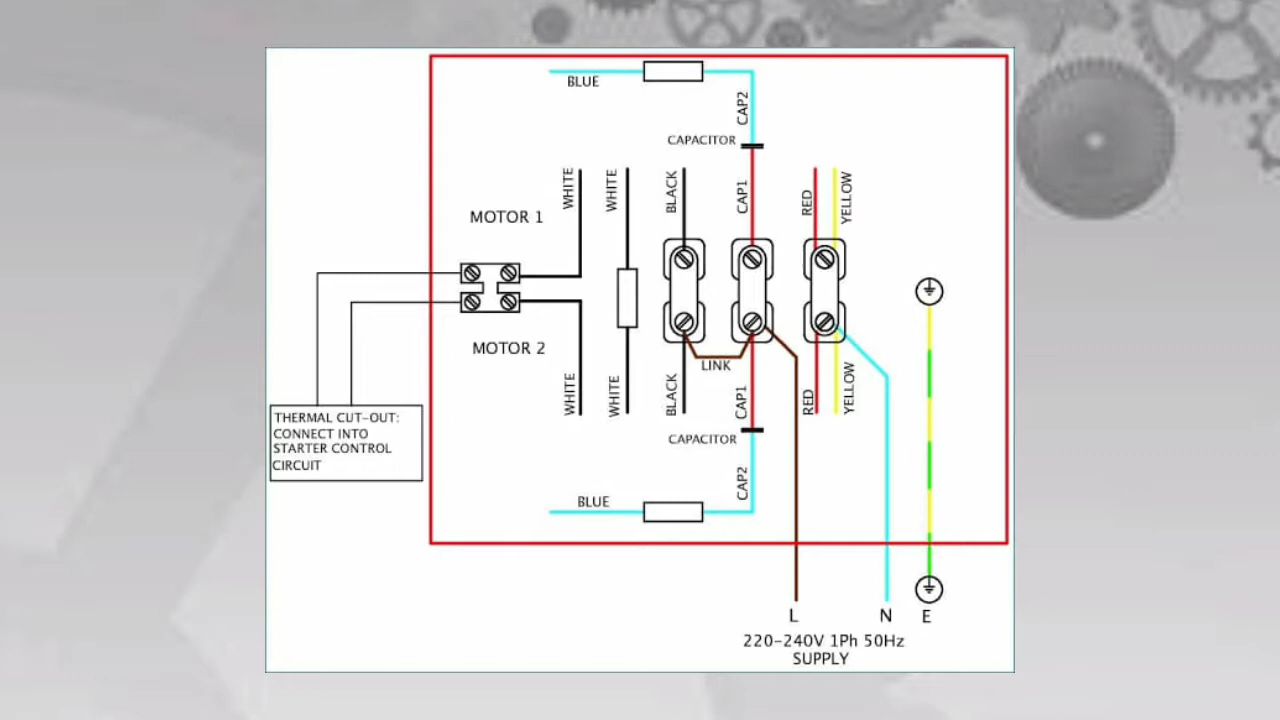 BLUE
CAP2
CAPACITOR
WHITE
WHITE
BLACK
CAP1
RED
YELLOW
MOTOR 1
MOTOR 2
LINK
WHITE
WHITE
BLACK
CAP1
RED
YELLOW
THERMAL CUT-OUT:
CONNECT INTO
STARTER CONTROL
CIRCUIT
CAPACITOR
CAP2
BLUE
L
N
E
220-240V 1Ph 50Hz
SUPPLY